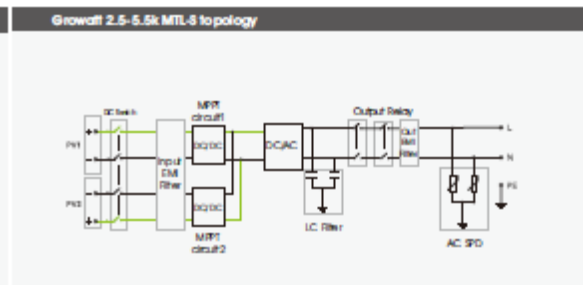 Growatt 2.5-5.5k MTL-S topology
DC Switch
MPPT
circuit1
Output Relay
PV1
DC/DC
DC/AC
Out
EMI
Filter
L
N
Input
EMI
Filter
PV2
DC/DC
PE
MPPT
circuit2
LC Filter
AC SPD